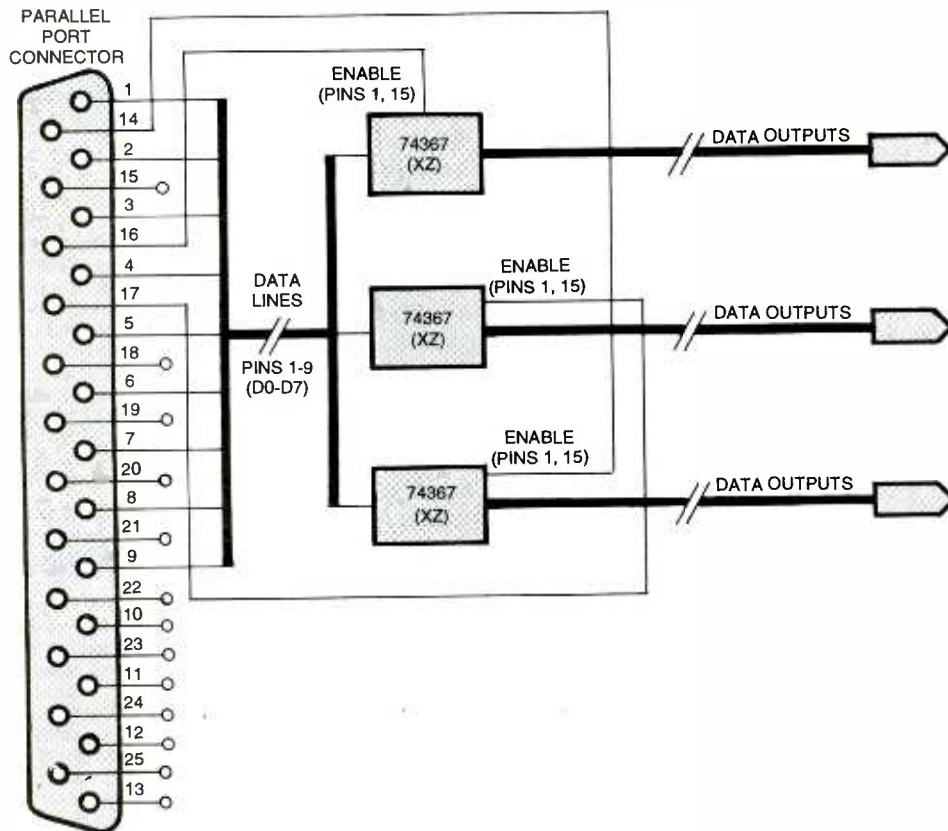 PARALLEL
PORT
CONNECTOR
1
14
2
15
3
16
4
17
5
18
6
19
7
20
8
21
9
22
10
23
11
24
12
25
13
DATA
LINES
PINS 1-9
(D0-D7)
ENABLE
(PINS 1, 15)
74367
(XZ)
DATA OUTPUTS
ENABLE
(PINS 1, 15)
74367
(XZ)
DATA OUTPUTS
ENABLE
(PINS 1, 15)
74367
(XZ)
DATA OUTPUTS